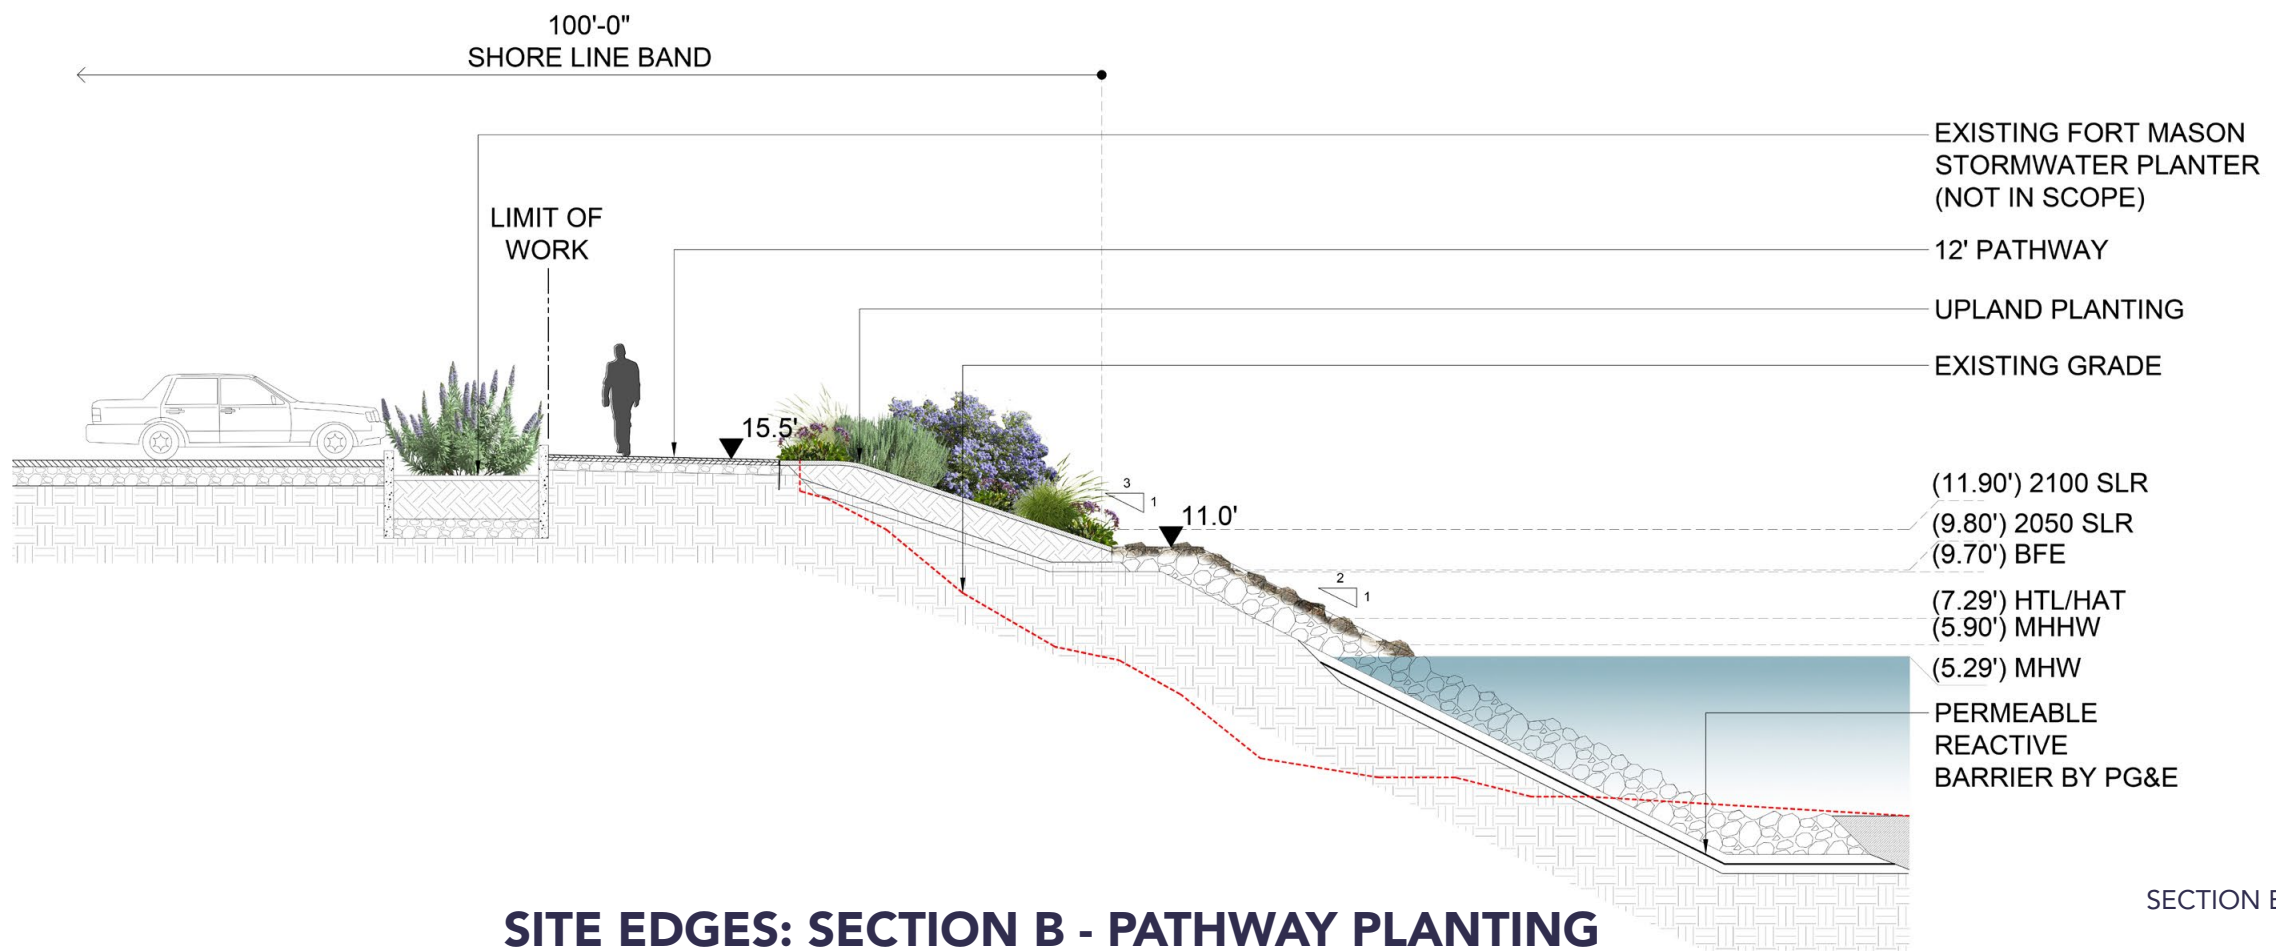 100'-0"
SHORE LINE BAND
EXISTING FORT MASON
STORMWATER PLANTER
(NOT IN SCOPE)
LIMIT OF
WORK
12' PATHWAY
UPLAND PLANTING
EXISTING GRADE
15.5'
3
1
11.0'
(11.90') 2100 SLR
(9.80') 2050 SLR
(9.70') BFE
2
1
(7.29') HTL/HAT
(5.90') MHHW
(5.29') MHW
PERMEABLE
REACTIVE
BARRIER BY PG&E
SECTION
SITE EDGES: SECTION B - PATHWAY PLANTING